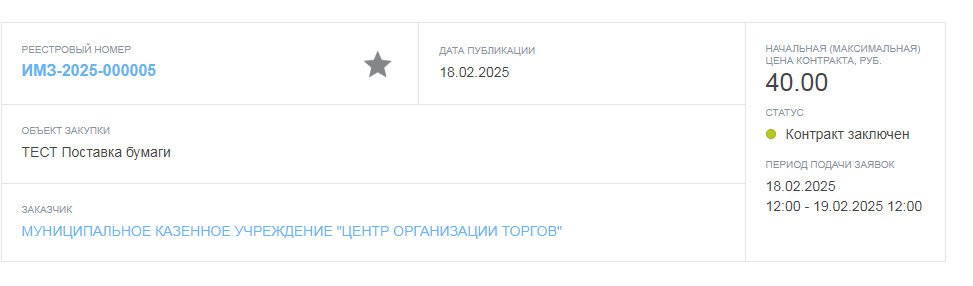 РЕЕСТРОВЫЙ НОМЕР
ИМЗ-2025-000005
ДАТА ПУБЛИКАЦИИ
18.02.2025
ОБЪЕКТ ЗАКУПКИ
ТЕСТ Поставка бумаги
ЗАКАЗЧИК
МУНИЦИПАЛЬНОЕ КАЗЕННОЕ УЧРЕЖДЕНИЕ "ЦЕНТР ОРГАНИЗАЦИИ ТОРГОВ"
НАЧАЛЬНАЯ (МАКСИМАЛЬНАЯ)
ЦЕНА КОНТРАКТА, РУБ.
40.00
СТАТУС
Контракт заключен
ПЕРИОД ПОДАЧИ ЗАЯВОК
18.02.2025
12:00 - 19.02.2025 12:00